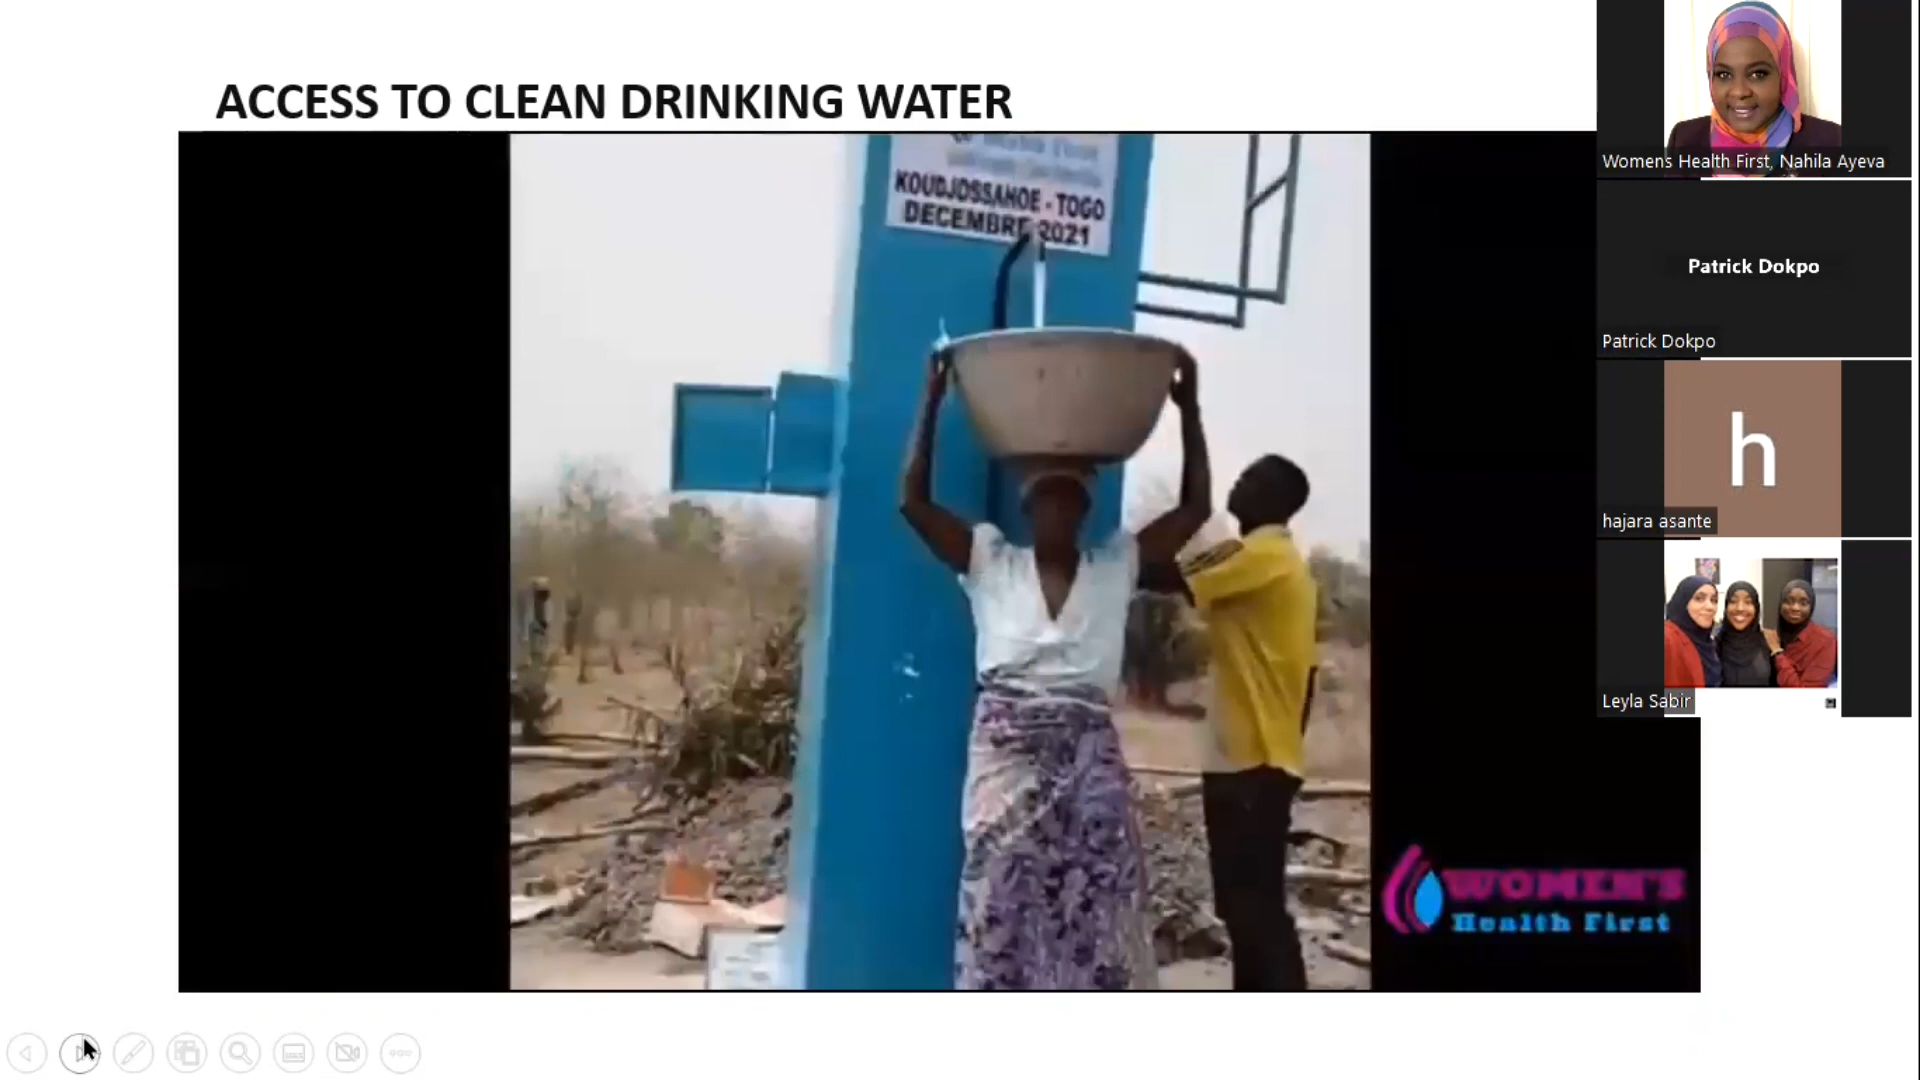 ACCESS TO CLEAN DRINKING WATER
KOUDJOSSAHOE - TOGO
DECEMBRE 2021
WOMEN'S
Health First
Womens Health First, Nahila Ayeva
Patrick Dokpo
Patrick Dokpo
h
hajara asante
Leyla Sabir